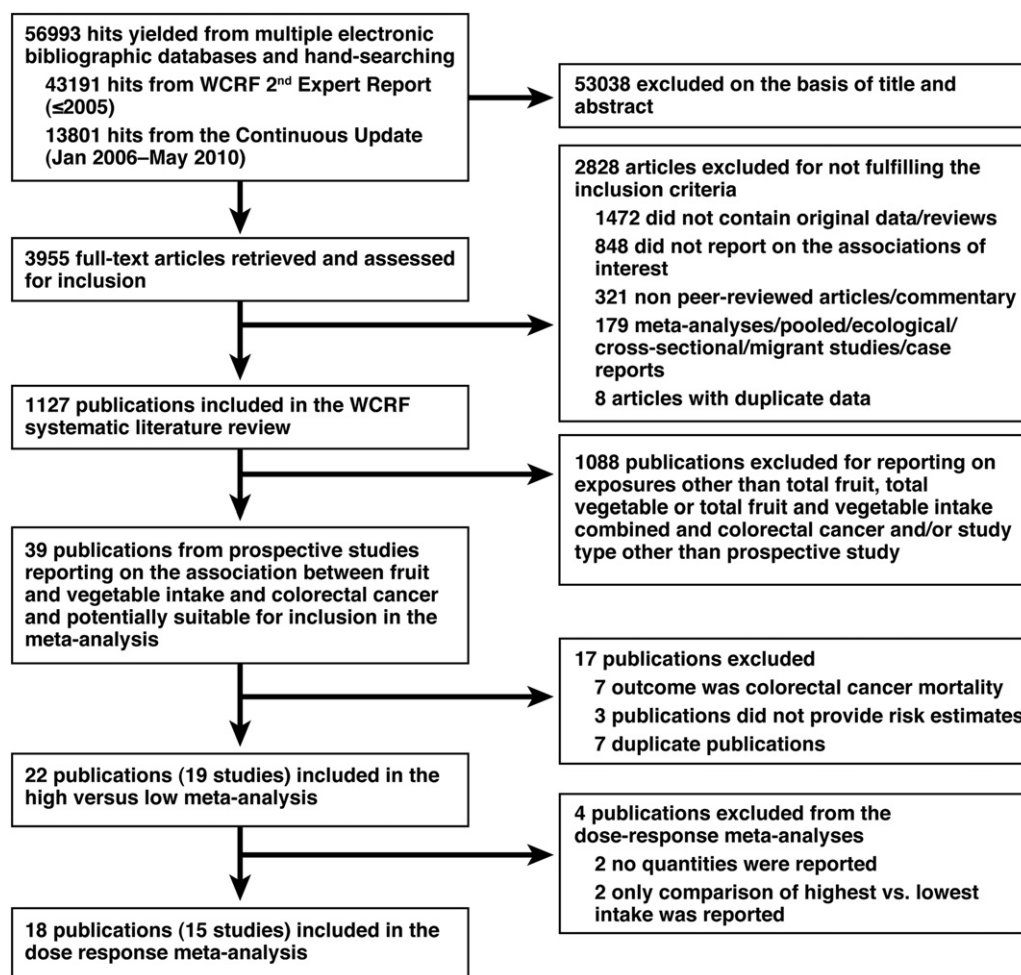 56993 hits yielded from multiple electronic
bibliographic databases and hand-searching
43191 hits from WCRF 2nd Expert Report
(≤2005)
13801 hits from the Continuous Update
(Jan 2006–May 2010)
53038 excluded on the basis of title and
abstract
3955 full-text articles retrieved and assessed
for inclusion
2828 articles excluded for not fulfilling the
inclusion criteria
1472 did not contain original data/reviews
848 did not report on the associations of
interest
321 non peer-reviewed articles/commentary
179 meta-analyses/pooled/ecological/
cross-sectional/migrant studies/case
reports
8 articles with duplicate data
1127 publications included in the WCRF
systematic literature review
1088 publications excluded for reporting on
exposures other than total fruit, total
vegetable or total fruit and vegetable intake
combined and colorectal cancer and/or study
type other than prospective study
39 publications from prospective studies
reporting on the association between fruit
and vegetable intake and colorectal cancer
and potentially suitable for inclusion in the
meta-analysis
17 publications excluded
7 outcome was colorectal cancer mortality
3 publications did not provide risk estimates
7 duplicate publications
22 publications (19 studies) included in the
high versus low meta-analysis
4 publications excluded from the
dose-response meta-analyses
2 no quantities were reported
2 only comparison of highest vs. lowest
intake was reported
18 publications (15 studies) included in the
dose response meta-analysis